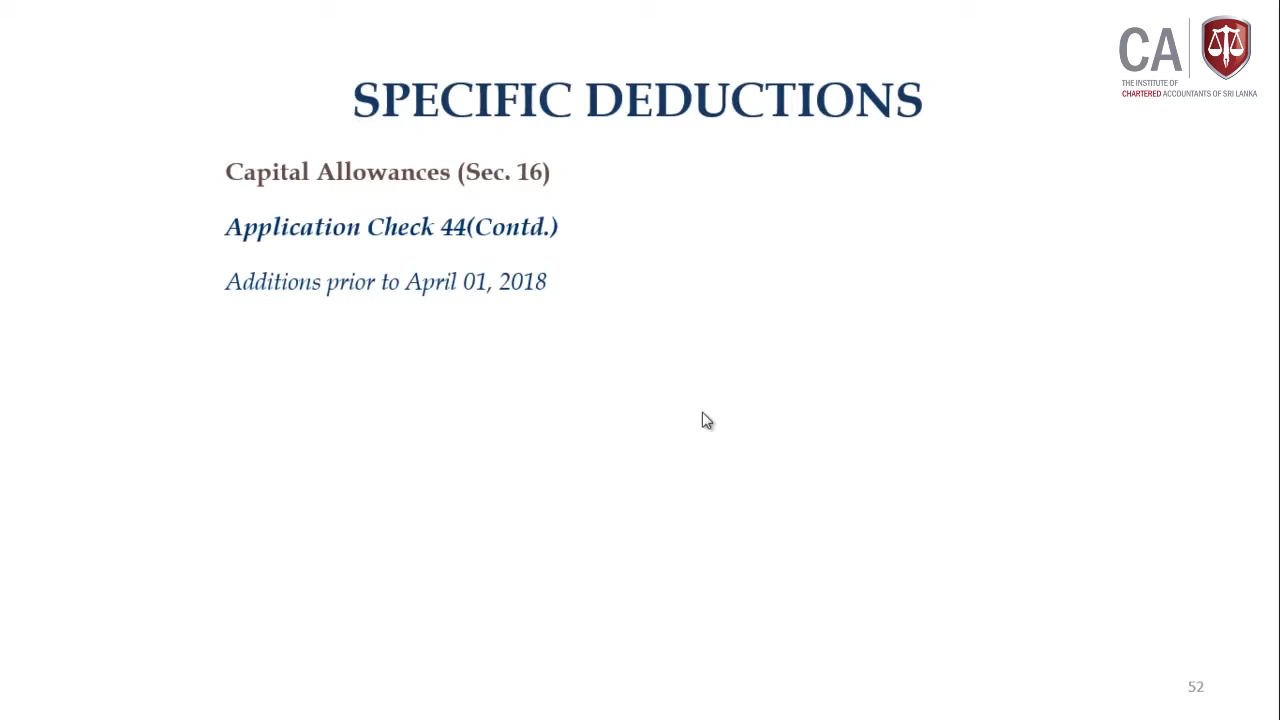 CA
THE INSTITUTE OF
CHARTERED ACCOUNTANTS OF SRI LANKA
SPECIFIC DEDUCTIONS
Capital Allowances (Sec. 16)
Application Check 44(Contd.)
Additions prior to April 01, 2018
52